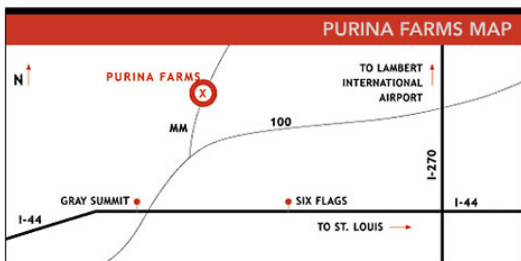 PURINA FARMS MAP
N
PURINA FARMS
X
TO LAMBERT
INTERNATIONAL
AIRPORT
MM
100
I-270
GRAY SUMMIT
SIX FLAGS
I-44
I-44
TO ST. LOUIS